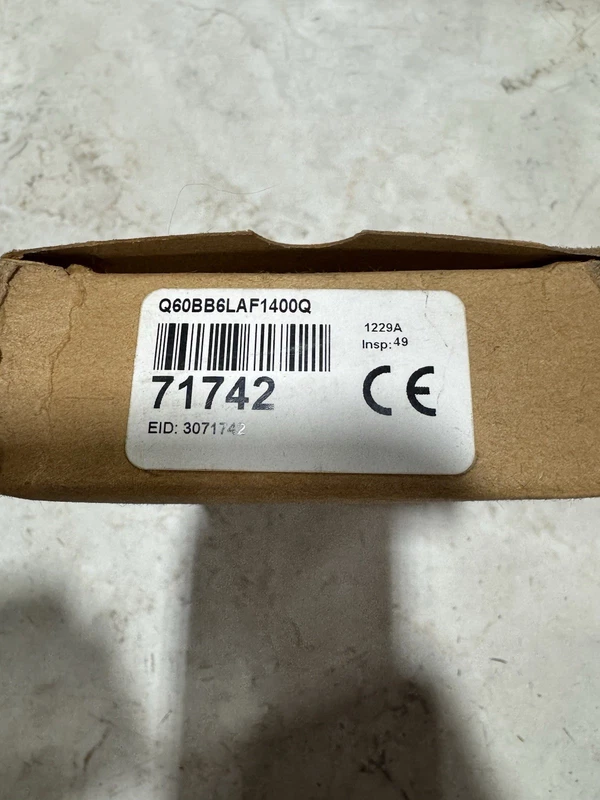 Q60BB6LAF1400Q
1229A
Insp: 49
71742
CE
EID: 3071742